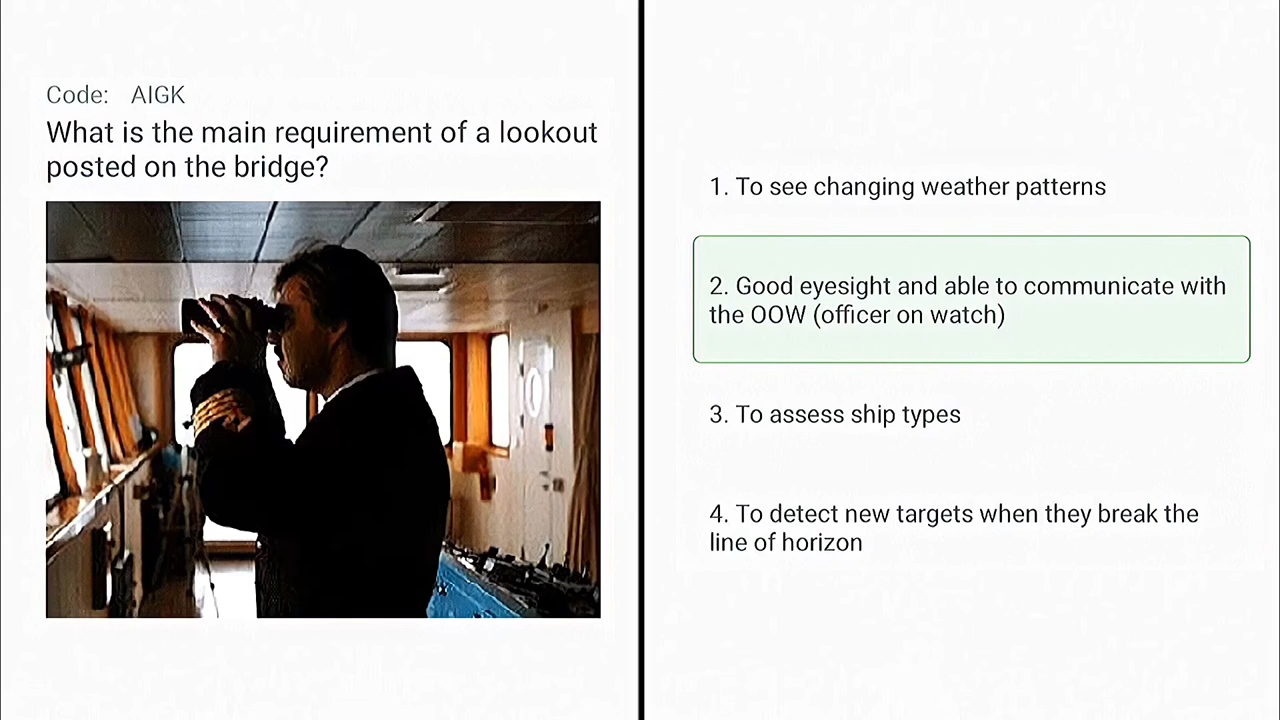 Code: AIGK
What is the main requirement of a lookout
posted on the bridge?
1. To see changing weather patterns
2. Good eyesight and able to communicate with
the OOW (officer on watch)
3. To assess ship types
4. To detect new targets when they break the
line of horizon